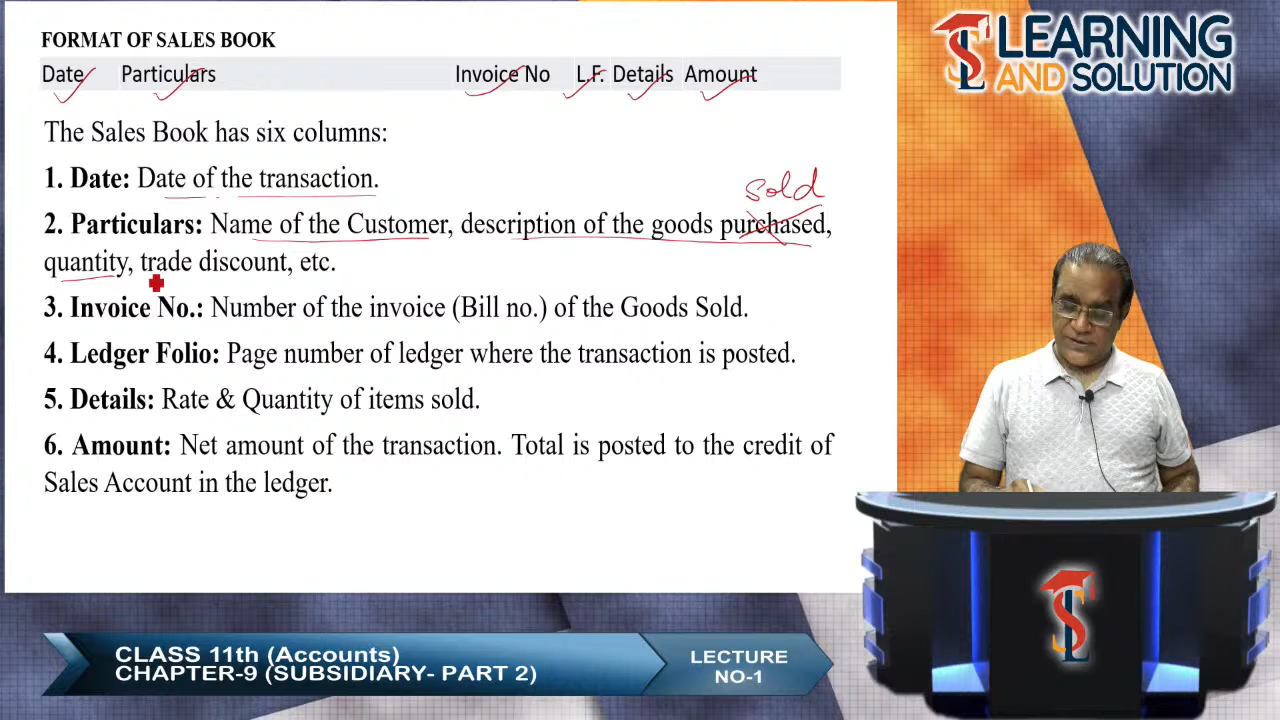 FORMAT OF SALES BOOK
Date Particulars Invoice No L.F. Details Amount
The Sales Book has six columns:
1. Date: Date of the transaction.
sold
2. Particulars: Name of the Customer, description of the goods purchased,
quantity, trade discount, etc.
3. Invoice No.: Number of the invoice (Bill no.) of the Goods Sold.
4. Ledger Folio: Page number of ledger where the transaction is posted.
5. Details: Rate & Quantity of items sold.
6. Amount: Net amount of the transaction. Total is posted to the credit of
Sales Account in the ledger.
LEARNING
AND SOLUTION
SL
SL
CLASS 11th (Accounts)
CHAPTER-9 (SUBSIDIARY- PART 2)
LECTURE
NO-1